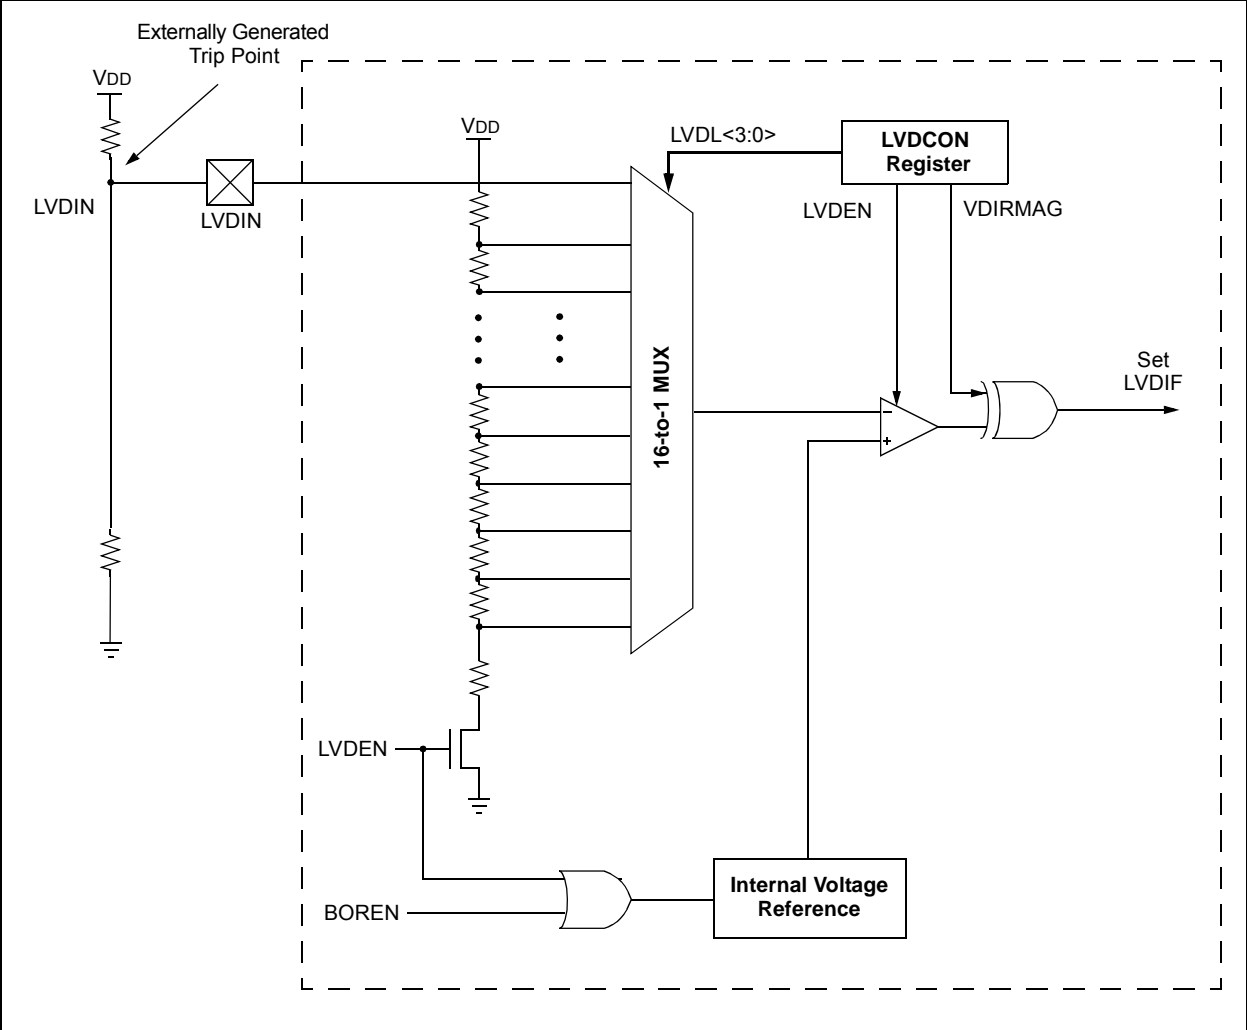 Externally Generated
Trip Point
VDD
LVDIN
LVDIN
VDD
LVDL<3:0>
LVDCON
Register
LVDEN
VDIRMAG
16-to-1 MUX
Set
LVDIF
−
+
LVDEN
BOREN
Internal Voltage
Reference